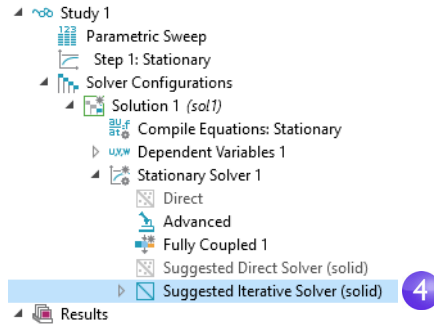 Study 1
Parametric Sweep
Step 1: Stationary
Solver Configurations
Solution 1 (sol1)
Compile Equations: Stationary
Dependent Variables 1
Stationary Solver 1
Direct
Advanced
Fully Coupled 1
Suggested Direct Solver (solid)
Suggested Iterative Solver (solid) 4
Results